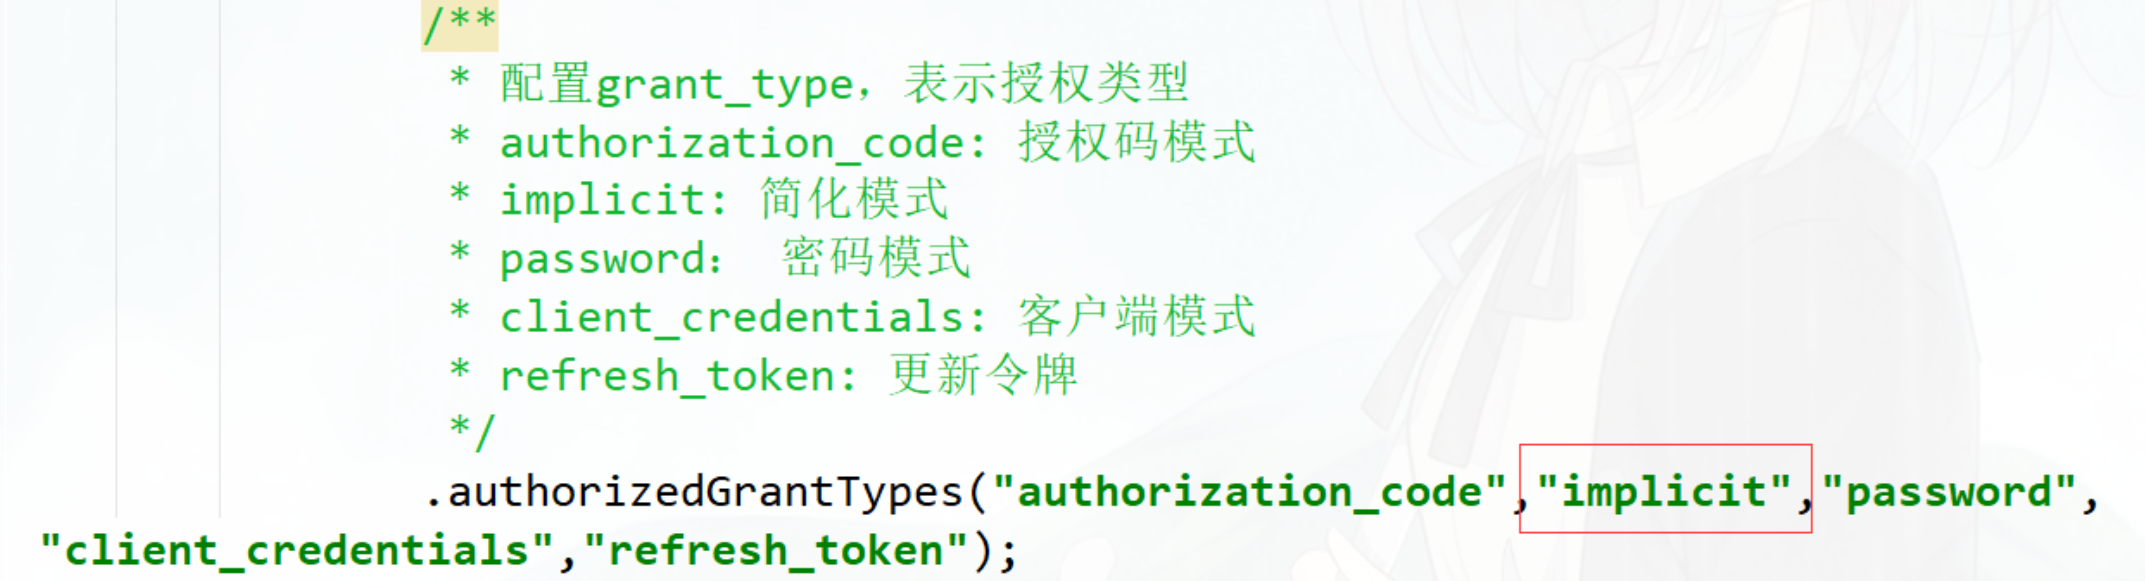 /**
* 配置grant_type，表示授权类型
* authorization_code: 授权码模式
* implicit: 简化模式
* password： 密码模式
* client_credentials: 客户端模式
* refresh_token: 更新令牌
*/
.authorizedGrantTypes("authorization_code","implicit","password",
"client_credentials","refresh_token");